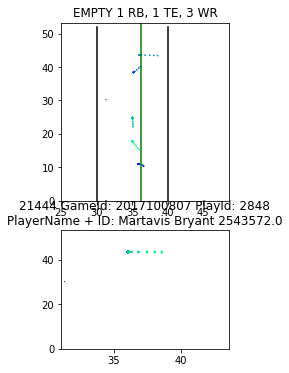 EMPTY 1 RB, 1 TE, 3 WR
50
40
30
20
10
0
25 30 35 40 45
21444 GameId: 2017100807 PlayId: 2848
PlayerName + ID: Martavis Bryant 2543572.0
40
20
0
35 40